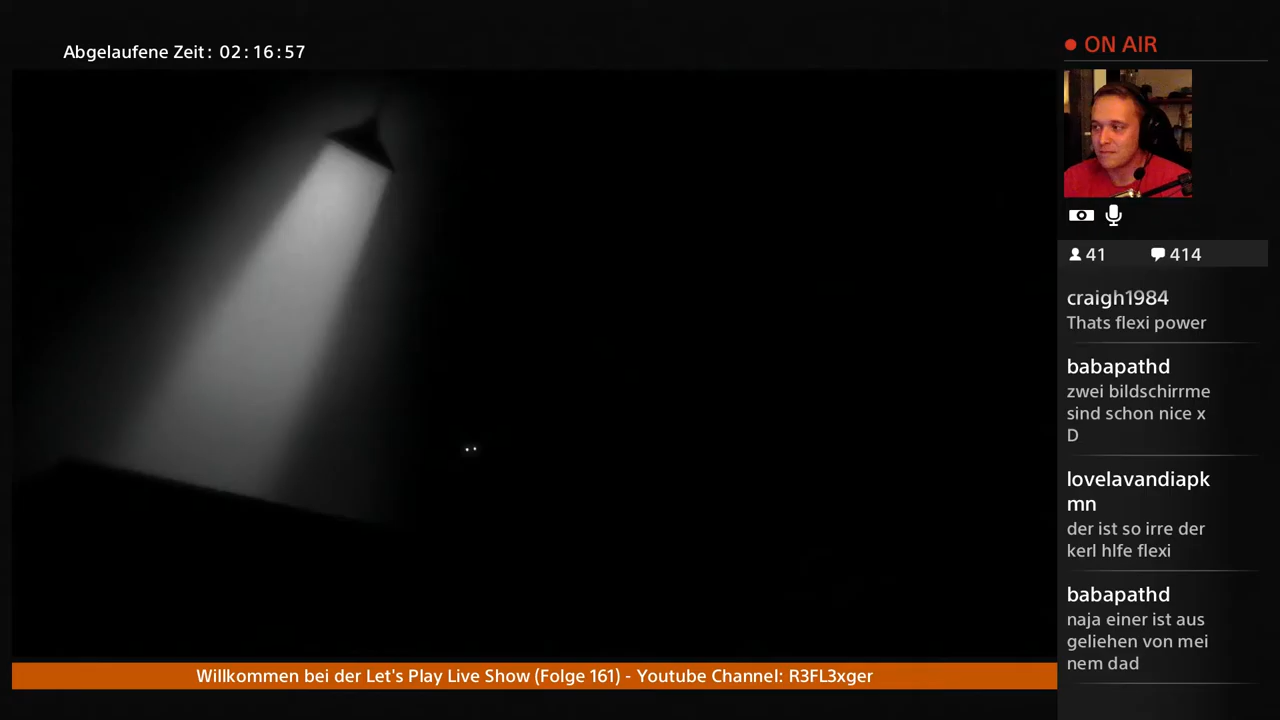 Abgelaufene Zeit: 02:16:57
ON AIR
41 414
craigh1984
Thats flexi power
babapathd
zwei bildschirrme
sind schon nice x
D
lovelavandiapk
mn
der ist so irre der
kerl hlfe flexi
babapathd
naja einer ist aus
geliehen von mei
nem dad
Willkommen bei der Let's Play Live Show (Folge 161) - Youtube Channel: R3FL3xger